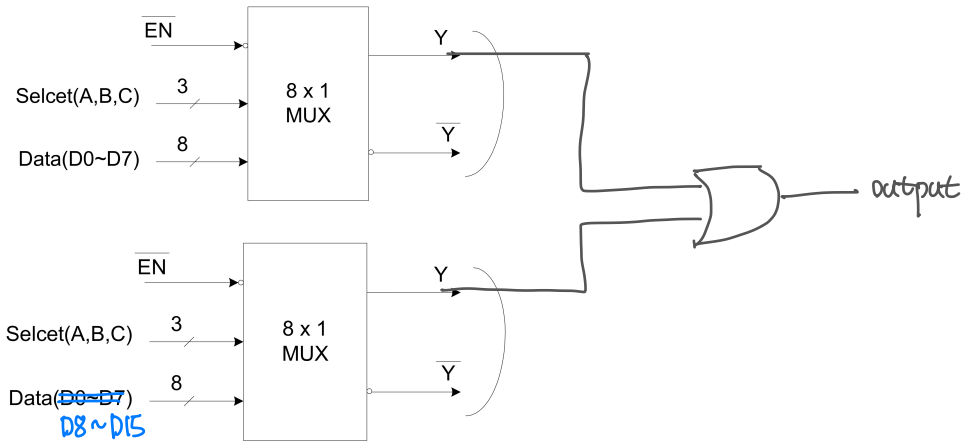 EN
Y
Selcet(A,B,C)
3
8 x 1
MUX
Data(D0~D7)
8
Y
output
EN
Y
Selcet(A,B,C)
3
8 x 1
MUX
Data(D0~D7)
8
Y
D8~D15